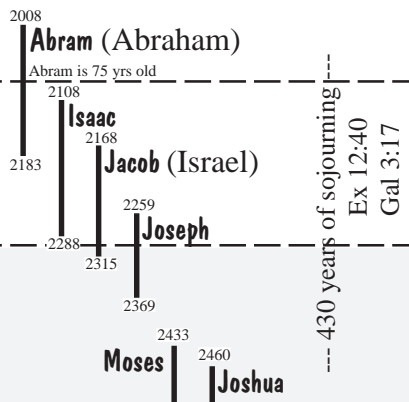 2008
Abram (Abraham)
Abram is 75 yrs old
2108
Isaac
2168
2183
Jacob (Israel)
2259
Joseph
2288
2315
2369
2433
Moses
2460
Joshua
--- 430 years of sojourning ---
Ex 12:40
Gal 3:17